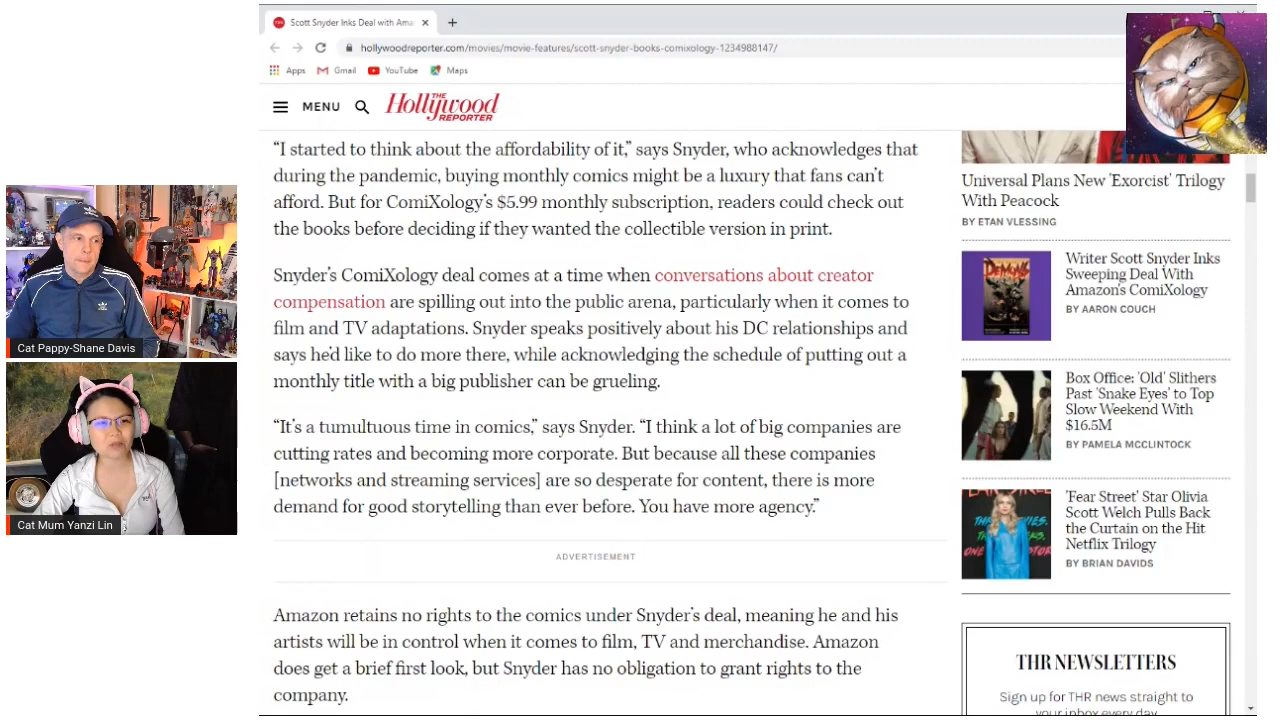 Scott Snyder Inks Deal with Ama
hollywoodreporter.com/movies/movie-features/scott-snyder-books-comixology-1234988147/
Apps Gmail YouTube Maps
MENU
THE
Hollywood
REPORTER
“I started to think about the affordability of it,” says Snyder, who acknowledges that
during the pandemic, buying monthly comics might be a luxury that fans can’t
afford. But for ComiXology’s $5.99 monthly subscription, readers could check out
the books before deciding if they wanted the collectible version in print.
Snyder’s ComiXology deal comes at a time when conversations about creator
compensation are spilling out into the public arena, particularly when it comes to
film and TV adaptations. Snyder speaks positively about his DC relationships and
says he’d like to do more there, while acknowledging the schedule of putting out a
monthly title with a big publisher can be grueling.
“It’s a tumultuous time in comics,” says Snyder. “I think a lot of big companies are
cutting rates and becoming more corporate. But because all these companies
[networks and streaming services] are so desperate for content, there is more
demand for good storytelling than ever before. You have more agency.”
ADVERTISEMENT
Amazon retains no rights to the comics under Snyder’s deal, meaning he and his
artists will be in control when it comes to film, TV and merchandise. Amazon
does get a brief first look, but Snyder has no obligation to grant rights to the
company.
Universal Plans New 'Exorcist' Trilogy
With Peacock
BY ETAN VLESSING
DEMONS
Writer Scott Snyder Inks
Sweeping Deal With
Amazon's ComiXology
BY AARON COUCH
Box Office: 'Old' Slithers
Past 'Snake Eyes' to Top
Slow Weekend With
$16.5M
BY PAMELA MCCLINTOCK
'Fear Street' Star Olivia
Scott Welch Pulls Back
the Curtain on the Hit
Netflix Trilogy
BY BRIAN DAVIDS
THR NEWSLETTERS
Sign up for THR news straight to
your inbox every day
Cat Pappy-Shane Davis
Cat Mum Yanzi Lin